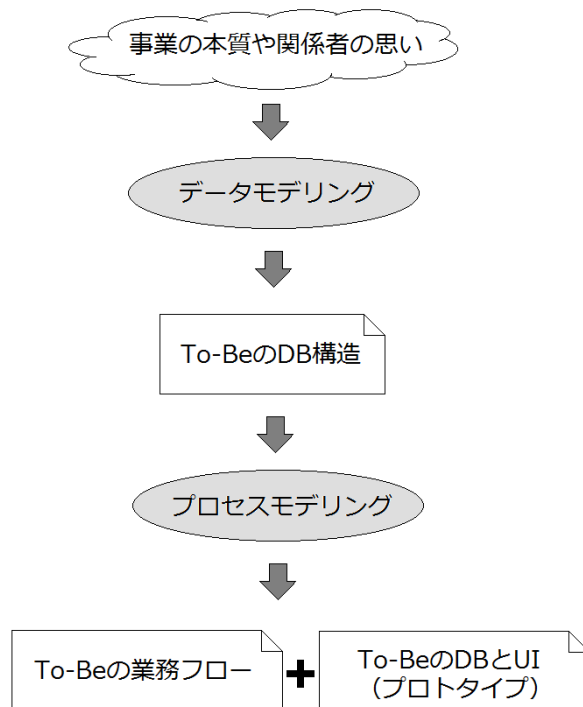 事業の本質や関係者の思い
データモデリング
To-BeのDB構造
プロセスモデリング
To-Beの業務フロー
+
To-BeのDBとUI
（プロトタイプ）